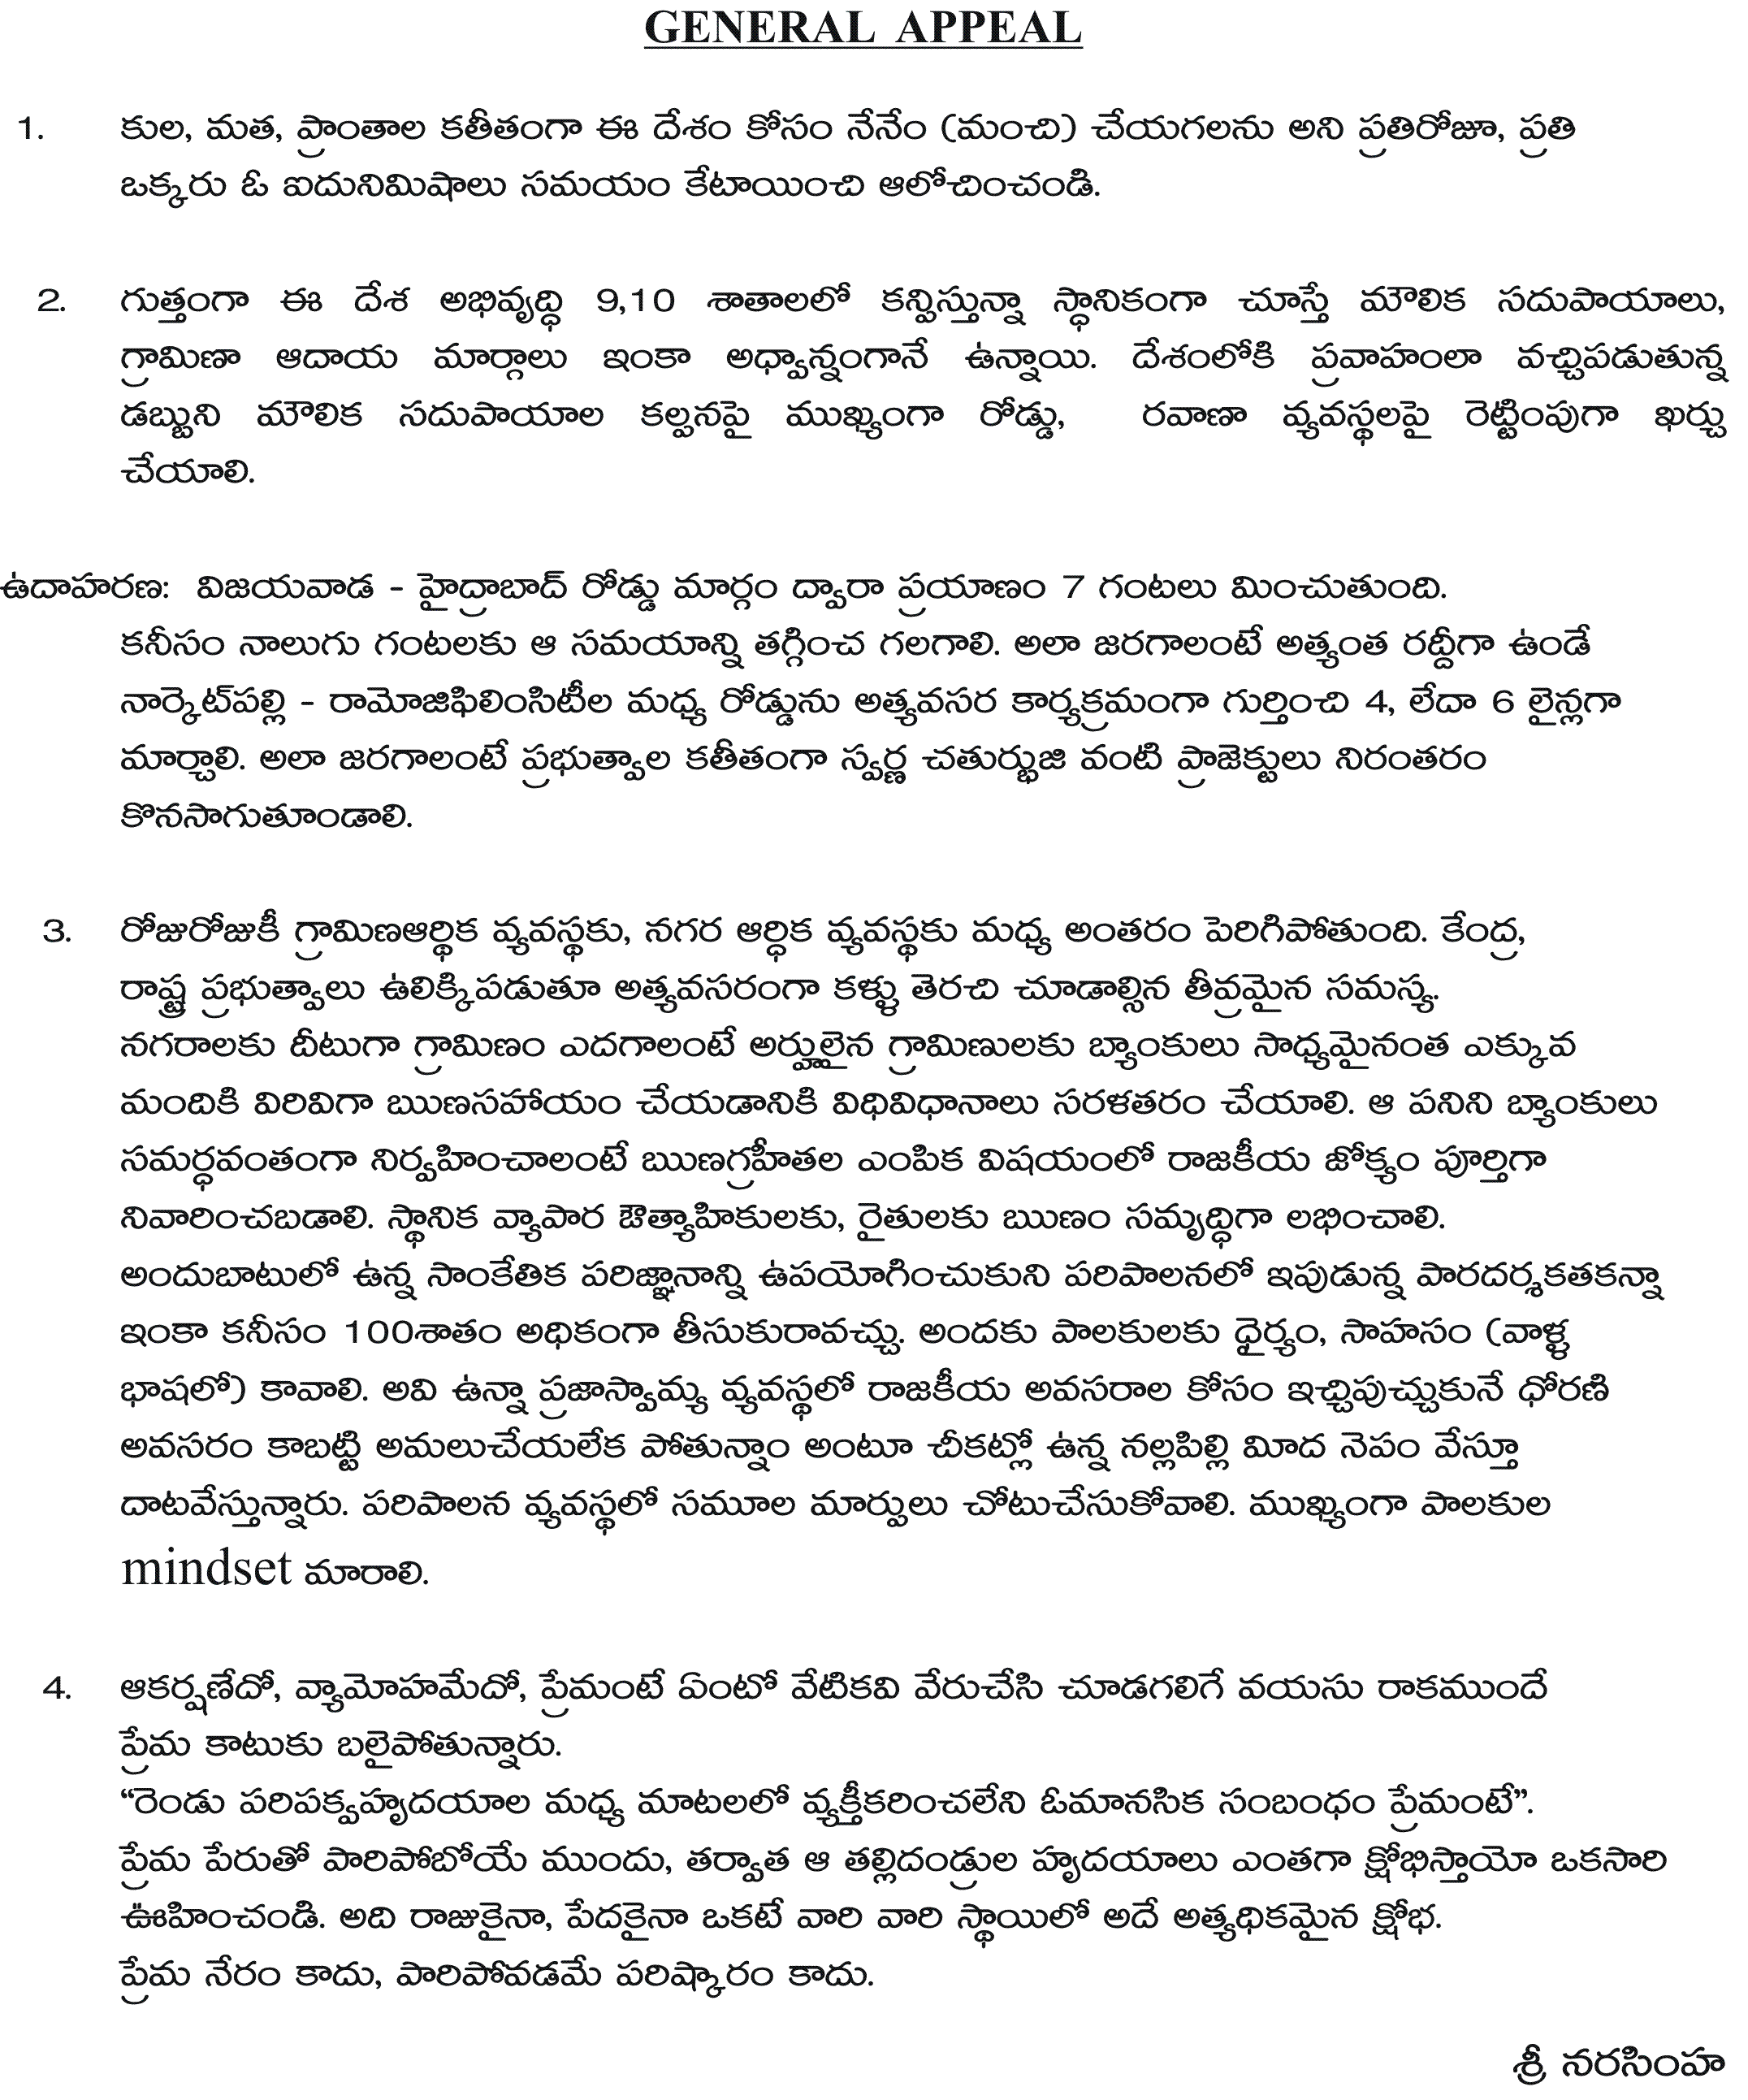 GENERAL APPEAL
1. కుల, మత, ప్రాంతాల కతీతంగా ఈ దేశం కోసం నేనేం (మంచి) చేయగలను అని ప్రతిరోజూ, ప్రతి
ఒక్కరు ఓ ఐదునిమిషాలు సమయం కేటాయించి ఆలోచించండి.
2. గుత్తంగా ఈ దేశ అభివృద్ధి 9,10 శాతాలలో కన్పిస్తున్నా స్ధానికంగా చూస్తే మౌలిక సదుపాయాలు,
గ్రామిణా ఆదాయ మార్గాలు ఇంకా అధ్వాన్నంగానే ఉన్నాయి. దేశంలోకి ప్రవాహంలా వచ్చిపడుతున్న
డబ్బుని మౌలిక సదుపాయాల కల్పనపై ముఖ్యంగా రోడ్డు, రవాణా వ్యవస్థలపై రెట్టింపుగా ఖర్చు
చేయాలి.
ఉదాహరణ: విజయవాడ - హైద్రాబాద్ రోడ్డు మార్గం ద్వారా ప్రయాణం 7 గంటలు మించుతుంది.
కనీసం నాలుగు గంటలకు ఆ సమయాన్ని తగ్గించ గలగాలి. అలా జరగాలంటే అత్యంత రద్దీగా ఉండే
నార్కెట్‌పల్లి - రామోజిఫిలింసిటీల మధ్య రోడ్డును అత్యవసర కార్యక్రమంగా గుర్తించి 4, లేదా 6 లైన్లగా
మార్చాలి. అలా జరగాలంటే ప్రభుత్వాల కతీతంగా స్వర్ణ చతుర్భుజి వంటి ప్రాజెక్టులు నిరంతరం
కొనసాగుతూండాలి.
3. రోజురోజుకీ గ్రామిణఆర్థిక వ్యవస్థకు, నగర ఆర్ధిక వ్యవస్థకు మధ్య అంతరం పెరిగిపోతుంది. కేంద్ర,
రాష్ట్ర ప్రభుత్వాలు ఉలిక్కిపడుతూ అత్యవసరంగా కళ్ళు తెరచి చూడాల్సిన తీవ్రమైన సమస్య.
నగరాలకు దీటుగా గ్రామిణం ఎదగాలంటే అర్హులైన గ్రామిణులకు బ్యాంకులు సాధ్యమైనంత ఎక్కువ
మందికి విరివిగా ఋణసహాయం చేయడానికి విధివిధానాలు సరళతరం చేయాలి. ఆ పనిని బ్యాంకులు
సమర్ధవంతంగా నిర్వహించాలంటే ఋణగ్రహీతల ఎంపిక విషయంలో రాజకీయ జోక్యం పూర్తిగా
నివారించబడాలి. స్థానిక వ్యాపార ఔత్యాహికులకు, రైతులకు ఋణం సమృద్ధిగా లభించాలి.
అందుబాటులో ఉన్న సాంకేతిక పరిజ్ఞానాన్ని ఉపయోగించుకుని పరిపాలనలో ఇపుడున్న పారదర్శకతకన్నా
ఇంకా కనీసం 100శాతం అధికంగా తీసుకురావచ్చు. అందకు పాలకులకు ధైర్యం, సాహసం (వాళ్ళ
భాషలో) కావాలి. అవి ఉన్నా ప్రజాస్వామ్య వ్యవస్థలో రాజకీయ అవసరాల కోసం ఇచ్చిపుచ్చుకునే ధోరణి
అవసరం కాబట్టి అమలుచేయలేక పోతున్నాం అంటూ చీకట్లో ఉన్న నల్లపిల్లి మీద నెపం వేస్తూ
దాటవేస్తున్నారు. పరిపాలన వ్యవస్థలో సమూల మార్పులు చోటుచేసుకోవాలి. ముఖ్యంగా పాలకుల
mindset మారాలి.
4. ఆకర్షణేదో, వ్యామోహమేదో, ప్రేమంటే ఏంటో వేటికవి వేరుచేసి చూడగలిగే వయసు రాకముందే
ప్రేమ కాటుకు బలైపోతున్నారు.
“రెండు పరిపక్వహృదయాల మధ్య మాటలలో వ్యక్తీకరించలేని ఓమానసిక సంబంధం ప్రేమంటే”.
ప్రేమ పేరుతో పారిపోబోయే ముందు, తర్వాత ఆ తల్లిదండ్రుల హృదయాలు ఎంతగా క్షోభిస్తాయో ఒకసారి
ఊహించండి. అది రాజుకైనా, పేదకైనా ఒకటే వారి వారి స్థాయిలో అదే అత్యధికమైన క్షోభ.
ప్రేమ నేరం కాదు, పారిపోవడమే పరిష్కారం కాదు.
శ్రీ నరసింహ